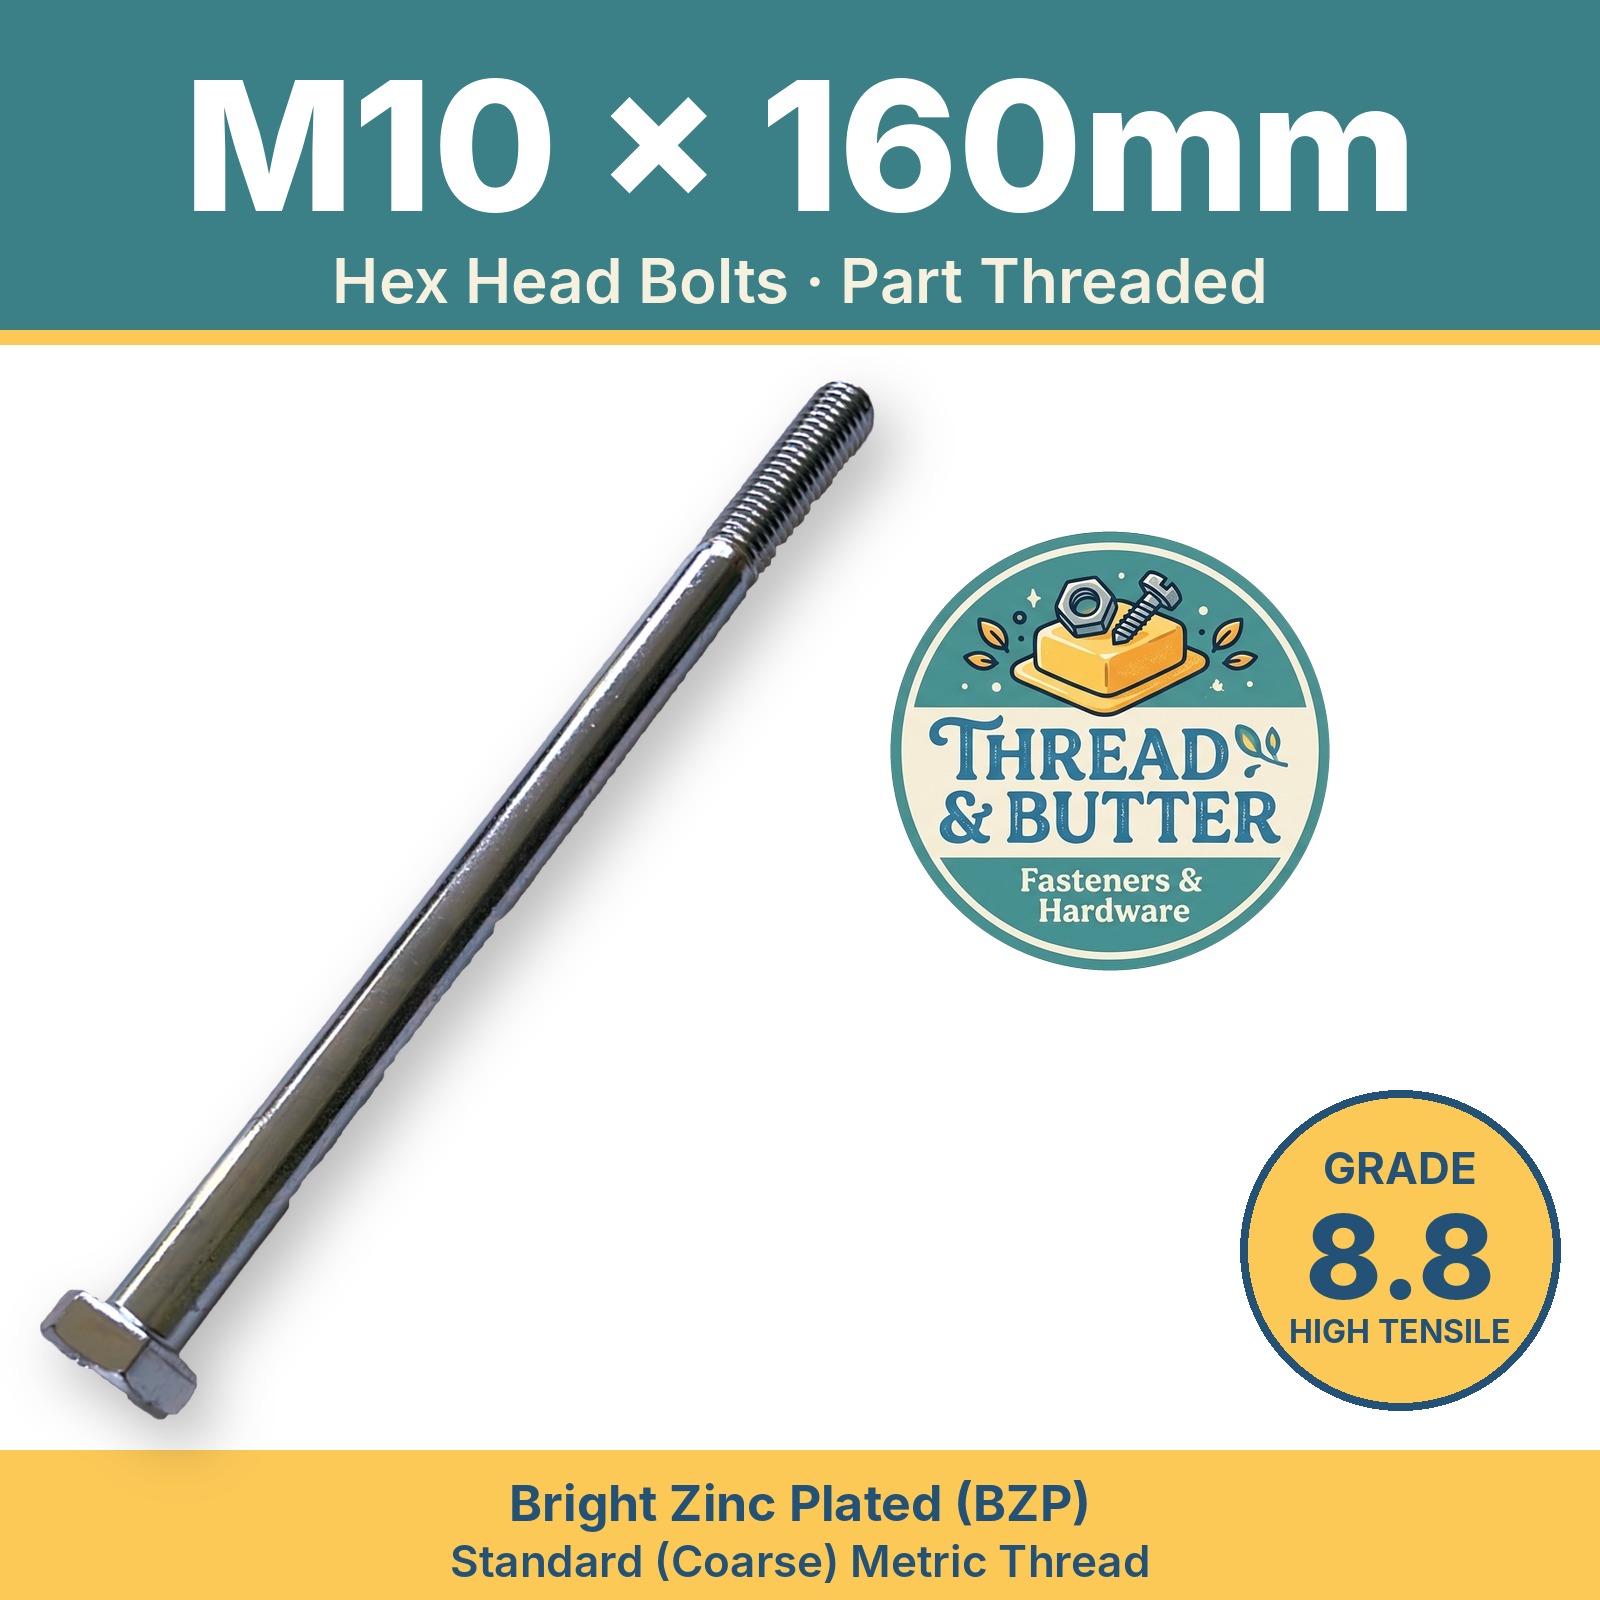 M10 × 160mm
Hex Head Bolts · Part Threaded
THREAD
& BUTTER
Fasteners &
Hardware
GRADE
8.8
HIGH TENSILE
Bright Zinc Plated (BZP)
Standard (Coarse) Metric Thread